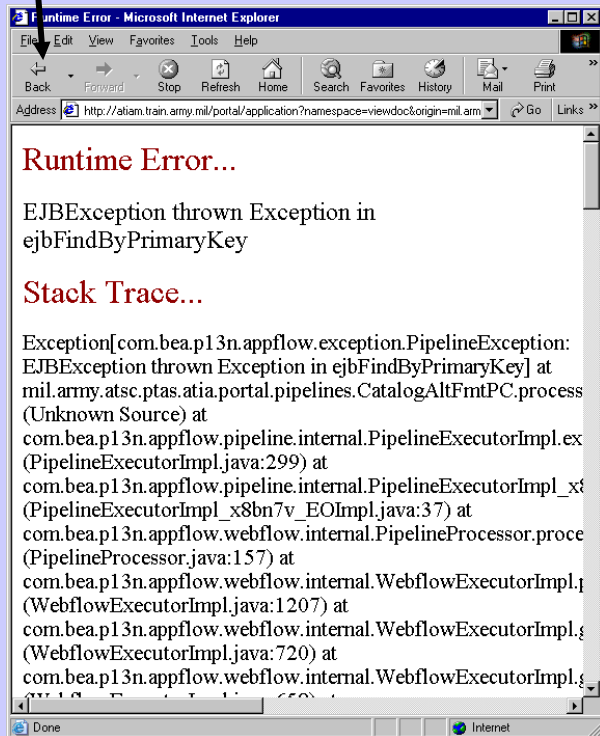 Runtime Error - Microsoft Internet Explorer
File Edit View Favorites Tools Help
Back Forward Stop Refresh Home Search Favorites History Mail Print »
Address http://atiam.train.army.mil/portal/application?namespace=viewdoc&origin=mil.arm Go Links »
Runtime Error...
EJBException thrown Exception in
ejbFindByPrimaryKey
Stack Trace...
Exception[com.bea.p13n.appflow.exception.PipelineException:
EJBException thrown Exception in ejbFindByPrimaryKey] at
mil.army.atsc.ptas.atia.portal.pipelines.CatalogAltFmtPC.process
(Unknown Source) at
com.bea.p13n.appflow.pipeline.internal.PipelineExecutorImpl.ex
(PipelineExecutorImpl.java:299) at
com.bea.p13n.appflow.pipeline.internal.PipelineExecutorImpl_x8
(PipelineExecutorImpl_x8bn7v_EOImpl.java:37) at
com.bea.p13n.appflow.webflow.internal.PipelineProcessor.proce
(PipelineProcessor.java:157) at
com.bea.p13n.appflow.webflow.internal.WebflowExecutorImpl.p
(WebflowExecutorImpl.java:1207) at
com.bea.p13n.appflow.webflow.internal.WebflowExecutorImpl.g
(WebflowExecutorImpl.java:720) at
com.bea.p13n.appflow.webflow.internal.WebflowExecutorImpl.g
Done Internet